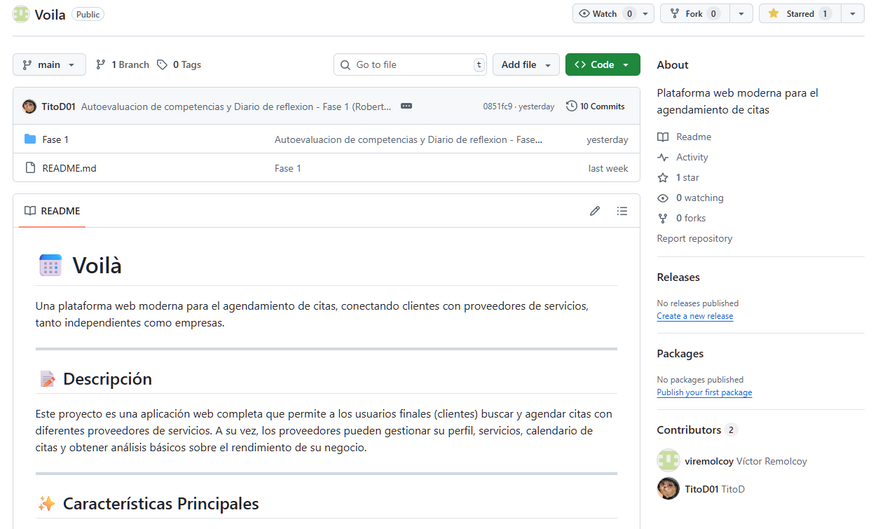 Voila Public
Watch 0 Fork 0 Starred 1
main 1 Branch 0 Tags Go to file t Add file Code
TitoD01 Autoevaluacion de competencias y Diario de reflexion - Fase 1 (Robert... 0851fc9 · yesterday 10 Commits
Fase 1 Autoevaluacion de competencias y Diario de reflexion - Fase... yesterday
README.md Fase 1 last week
README
Voilà
Una plataforma web moderna para el agendamiento de citas, conectando clientes con proveedores de servicios,
tanto independientes como empresas.
Descripción
Este proyecto es una aplicación web completa que permite a los usuarios finales (clientes) buscar y agendar citas con
diferentes proveedores de servicios. A su vez, los proveedores pueden gestionar su perfil, servicios, calendario de
citas y obtener análisis básicos sobre el rendimiento de su negocio.
Características Principales
About
Plataforma web moderna para el
agendamiento de citas
Readme
Activity
1 star
0 watching
0 forks
Report repository
Releases
No releases published
Create a new release
Packages
No packages published
Publish your first package
Contributors 2
viremolcoy Víctor Remolcoy
TitoD01 TitoD